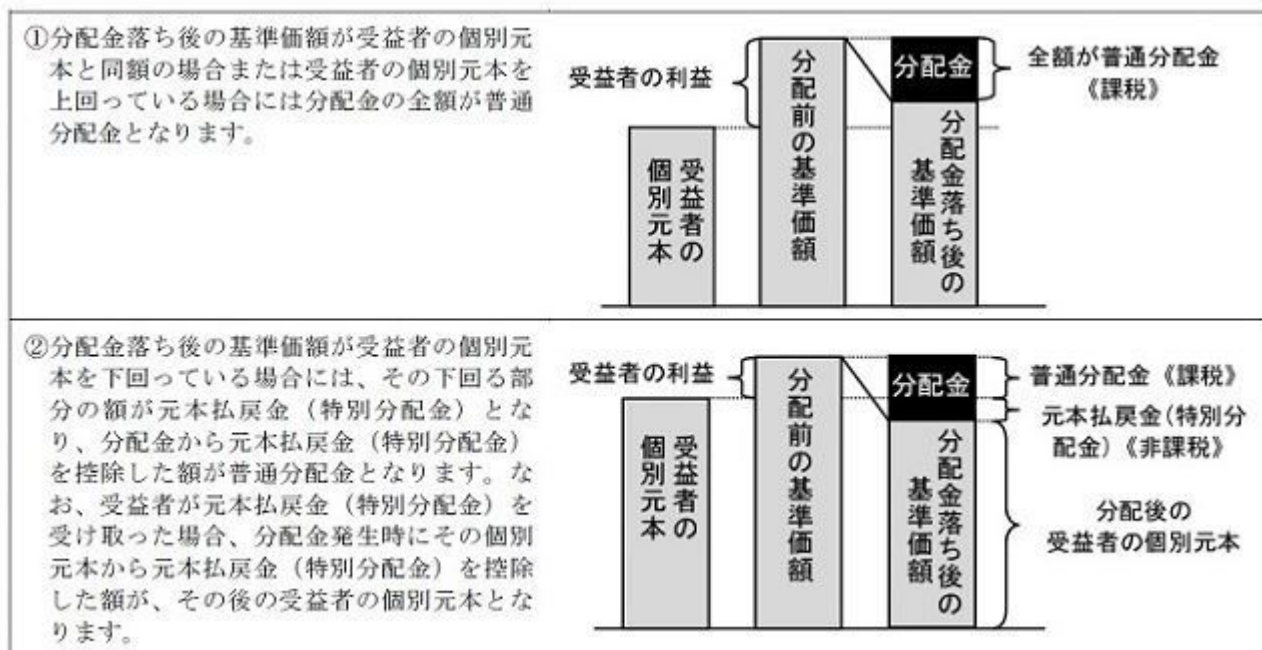 ①分配金落ち後の基準価額が受益者の個別元
本と同額の場合または受益者の個別元本を
上回っている場合には分配金の全額が普通
分配金となります。
受益者の利益
受益者の
個別元本
分配前の基準価額
分配金
分配金落ち後の
基準価額
全額が普通分配金
《課税》
②分配金落ち後の基準価額が受益者の個別元
本を下回っている場合には、その下回る部
分の額が元本払戻金（特別分配金）とな
り、分配金から元本払戻金（特別分配金）
を控除した額が普通分配金となります。な
お、受益者が元本払戻金（特別分配金）を
受け取った場合、分配金発生時にその個別
元本から元本払戻金（特別分配金）を控除
した額が、その後の受益者の個別元本とな
ります。
受益者の利益
受益者の
個別元本
分配前の基準価額
分配金
分配金落ち後の
基準価額
普通分配金《課税》
元本払戻金（特別分
配金）《非課税》
分配後の
受益者の個別元本